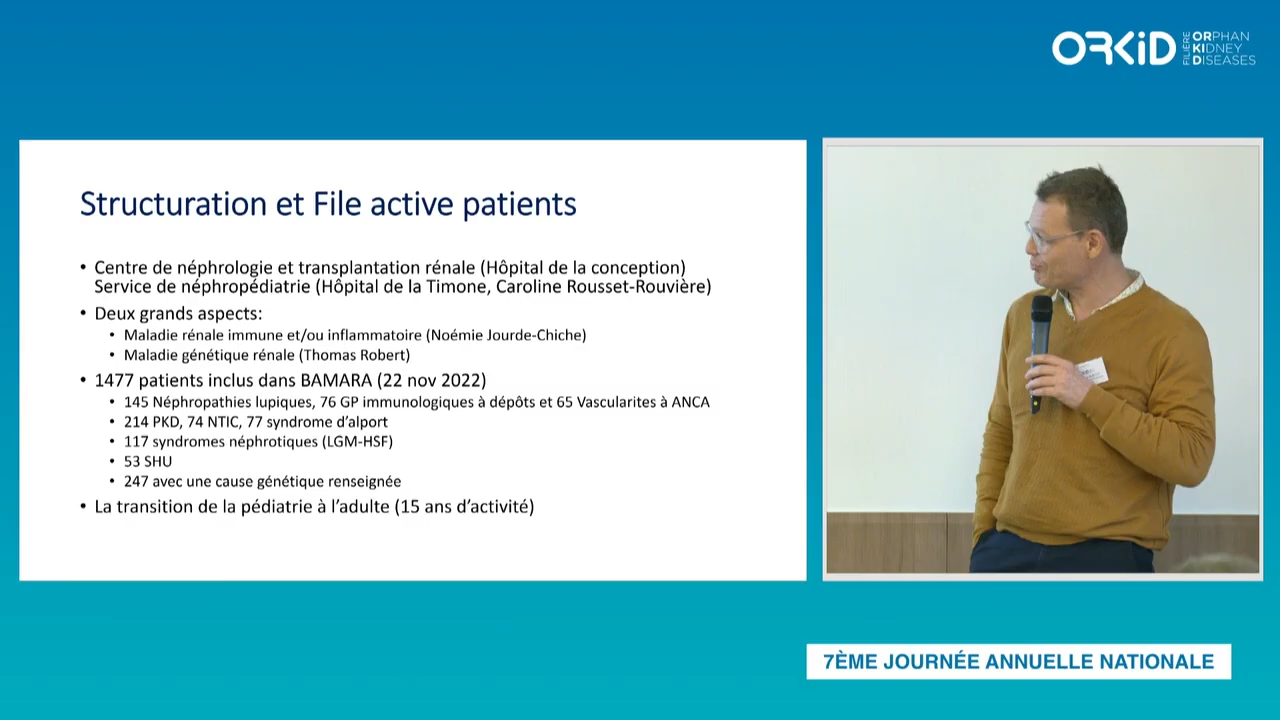 ORKiD
FILIÈRE
ORPHAN
KIDNEY
DISEASES
Structuration et File active patients
• Centre de néphrologie et transplantation rénale (Hôpital de la conception)
Service de néphropédiatrie (Hôpital de la Timone, Caroline Rousset-Rouvière)
• Deux grands aspects:
• Maladie rénale immune et/ou inflammatoire (Noémie Jourde-Chiche)
• Maladie génétique rénale (Thomas Robert)
• 1477 patients inclus dans BAMARA (22 nov 2022)
• 145 Néphropathies lupiques, 76 GP immunologiques à dépôts et 65 Vascularites à ANCA
• 214 PKD, 74 NTIC, 77 syndrome d’alport
• 117 syndromes néphrotiques (LGM-HSF)
• 53 SHU
• 247 avec une cause génétique renseignée
• La transition de la pédiatrie à l’adulte (15 ans d’activité)
7ÈME JOURNÉE ANNUELLE NATIONALE